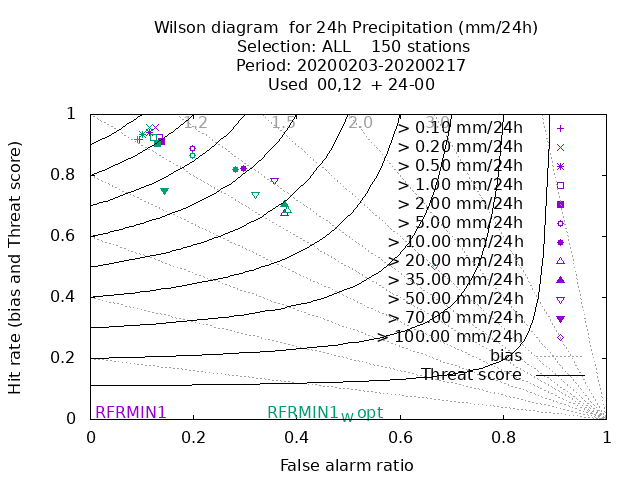 Wilson diagram  for 24h Precipitation (mm/24h)
Selection: ALL    150 stations
Period: 20200203-20200217
Used  00,12  + 24-00
Hit rate (bias and Threat score)
1
0.8
0.6
0.4
0.2
0
1.2
1.5
2.0
3.0
> 0.10 mm/24h
> 0.20 mm/24h
> 0.50 mm/24h
> 1.00 mm/24h
> 2.00 mm/24h
> 5.00 mm/24h
> 10.00 mm/24h
> 20.00 mm/24h
> 35.00 mm/24h
> 50.00 mm/24h
> 70.00 mm/24h
> 100.00 mm/24h
bias
Threat score
RFRMIN1
RFRMIN1w opt
0
0.2
0.4
0.6
0.8
1
False alarm ratio